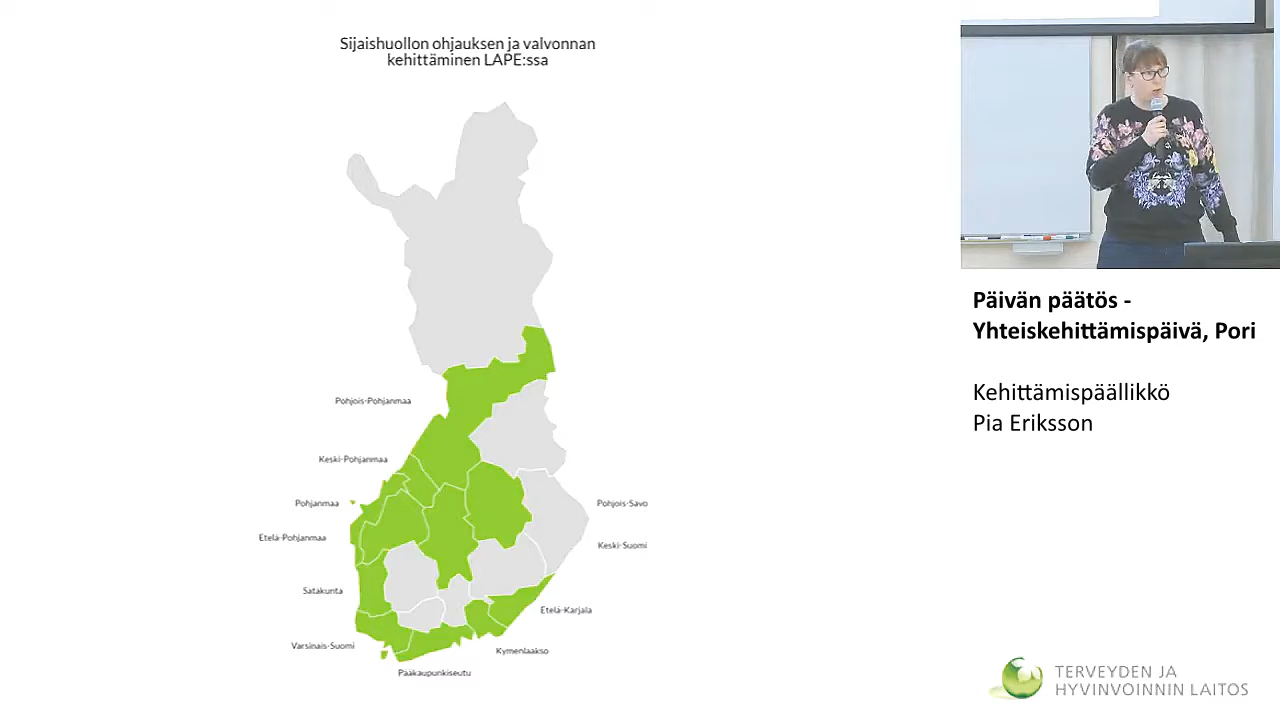 Sijaishuollon ohjauksen ja valvonnan
kehittäminen LAPE:ssa
Pohjois-Pohjanmaa
Keski-Pohjanmaa
Pohjanmaa
Etelä-Pohjanmaa
Satakunta
Varsinais-Suomi
Pääkaupunkiseutu
Kymenlaakso
Etelä-Karjala
Keski-Suomi
Pohjois-Savo
Päivän päätös -
Yhteiskehittämispäivä, Pori
Kehittämispäällikkö
Pia Eriksson
TERVEYDEN JA
HYVINVOINNIN LAITOS